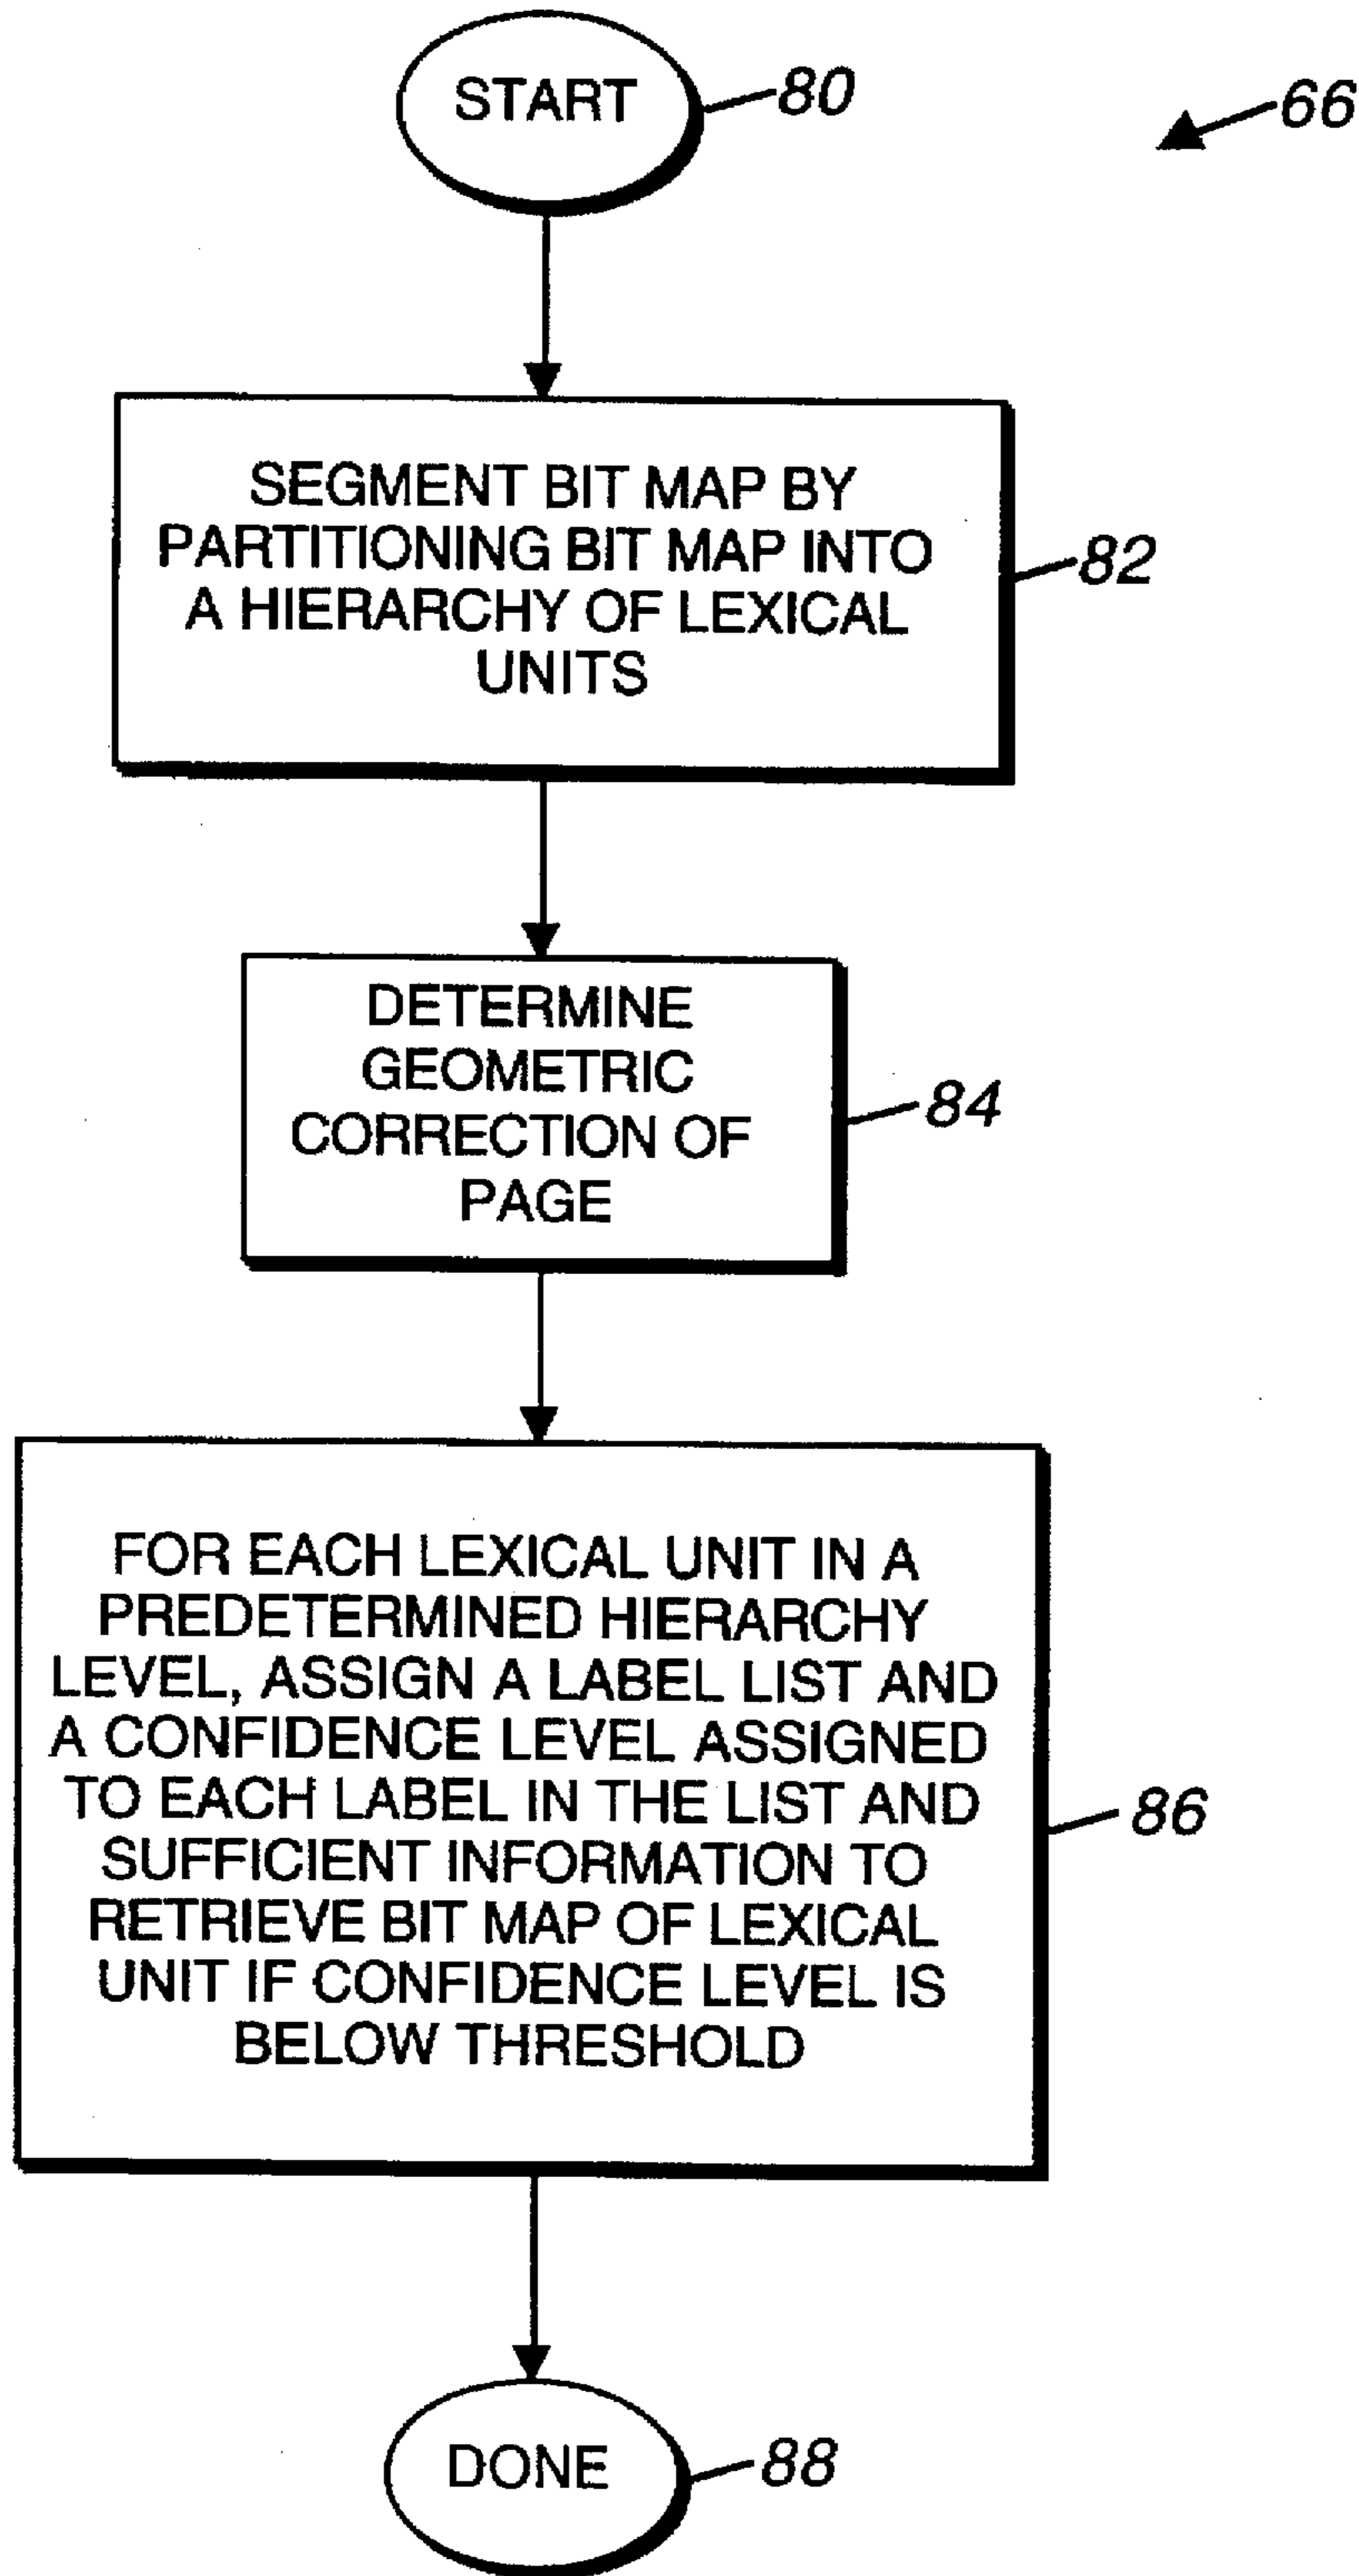 START
80
66
SEGMENT BIT MAP BY
PARTITIONING BIT MAP INTO
A HIERARCHY OF LEXICAL
UNITS
82
DETERMINE
GEOMETRIC
CORRECTION OF
PAGE
84
FOR EACH LEXICAL UNIT IN A
PREDETERMINED HIERARCHY
LEVEL, ASSIGN A LABEL LIST AND
A CONFIDENCE LEVEL ASSIGNED
TO EACH LABEL IN THE LIST AND
SUFFICIENT INFORMATION TO
RETRIEVE BIT MAP OF LEXICAL
UNIT IF CONFIDENCE LEVEL IS
BELOW THRESHOLD
86
DONE
88